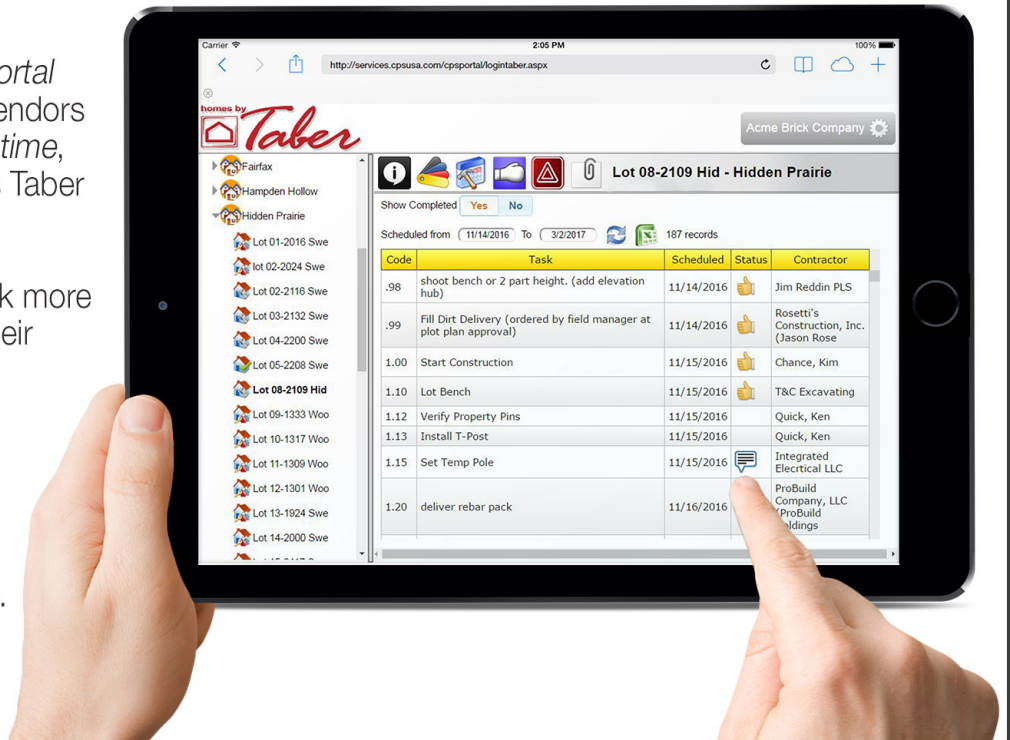 ortal
endors
time,
s Taber
k more
eir
.
Carrier
2:05 PM
100%
http://services.cpsusa.com/cpsportal/logintaber.aspx
homes by
Taber
Acme Brick Company
Fairfax
Hampden Hollow
Hidden Prairie
Lot 01-2016 Swe
lot 02-2024 Swe
Lot 02-2116 Swe
Lot 03-2132 Swe
Lot 04-2200 Swe
Lot 05-2208 Swe
Lot 08-2109 Hid
Lot 09-1333 Woo
Lot 10-1317 Woo
Lot 11-1309 Woo
Lot 12-1301 Woo
Lot 13-1924 Swe
Lot 14-2000 Swe
Lot 08-2109 Hid - Hidden Prairie
Show Completed Yes No
Scheduled from 11/14/2016 To 3/2/2017 187 records
Code Task Scheduled Status Contractor
.98 shoot bench or 2 part height. (add elevation
hub) 11/14/2016 Jim Reddin PLS
.99 Fill Dirt Delivery (ordered by field manager at
plot plan approval) 11/14/2016 Rosetti's
Construction, Inc.
(Jason Rose
1.00 Start Construction 11/15/2016 Chance, Kim
1.10 Lot Bench 11/15/2016 T&C Excavating
1.12 Verify Property Pins 11/15/2016 Quick, Ken
1.13 Install T-Post 11/15/2016 Quick, Ken
1.15 Set Temp Pole 11/15/2016 Integrated
Elecrtical LLC
1.20 deliver rebar pack 11/16/2016 ProBuild
Company, LLC
(ProBuild